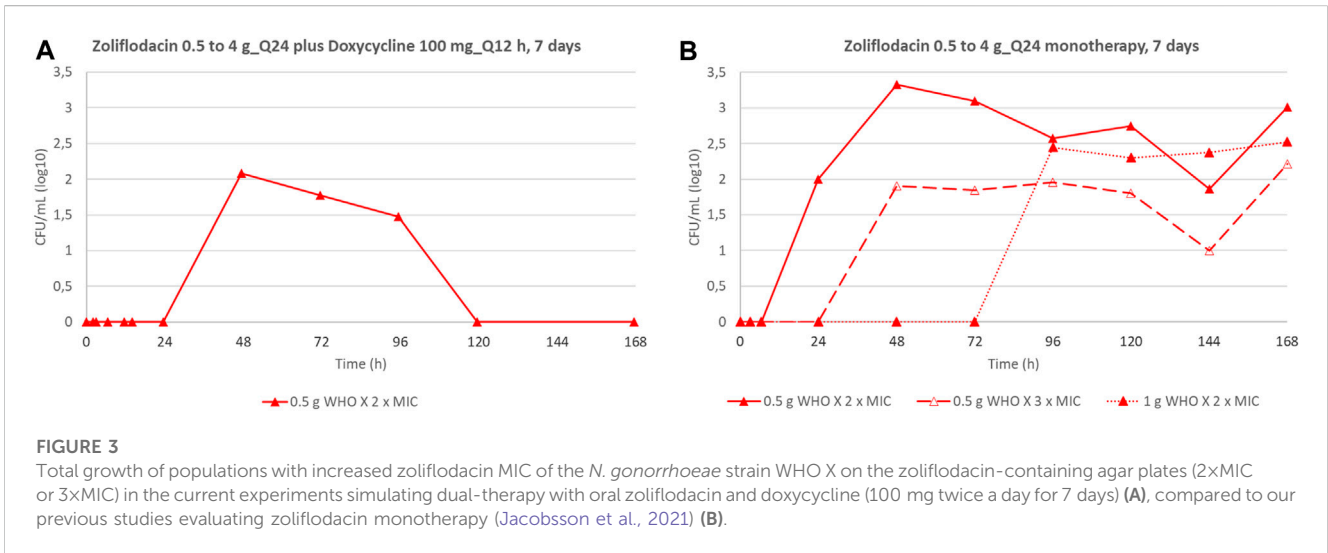 A
Zoliflodacin 0.5 to 4 g_Q24 plus Doxycycline 100 mg_Q12 h, 7 days
CFU/mL (log10)
3,5
3
2,5
2
1,5
1
0,5
0
0 24 48 72 96 120 144 168
Time (h)
0.5 g WHO X 2 x MIC
B
Zoliflodacin 0.5 to 4 g_Q24 monotherapy, 7 days
CFU/mL (log10)
3,5
3
2,5
2
1,5
1
0,5
0
0 24 48 72 96 120 144 168
Time (h)
0.5 g WHO X 2 x MIC 0.5 g WHO X 3 x MIC 1 g WHO X 2 x MIC
FIGURE 3
Total growth of populations with increased zoliflodacin MIC of the N. gonorrhoeae strain WHO X on the zoliflodacin-containing agar plates (2×MIC
or 3×MIC) in the current experiments simulating dual-therapy with oral zoliflodacin and doxycycline (100 mg twice a day for 7 days) (A), compared to our
previous studies evaluating zoliflodacin monotherapy (Jacobsson et al., 2021) (B).